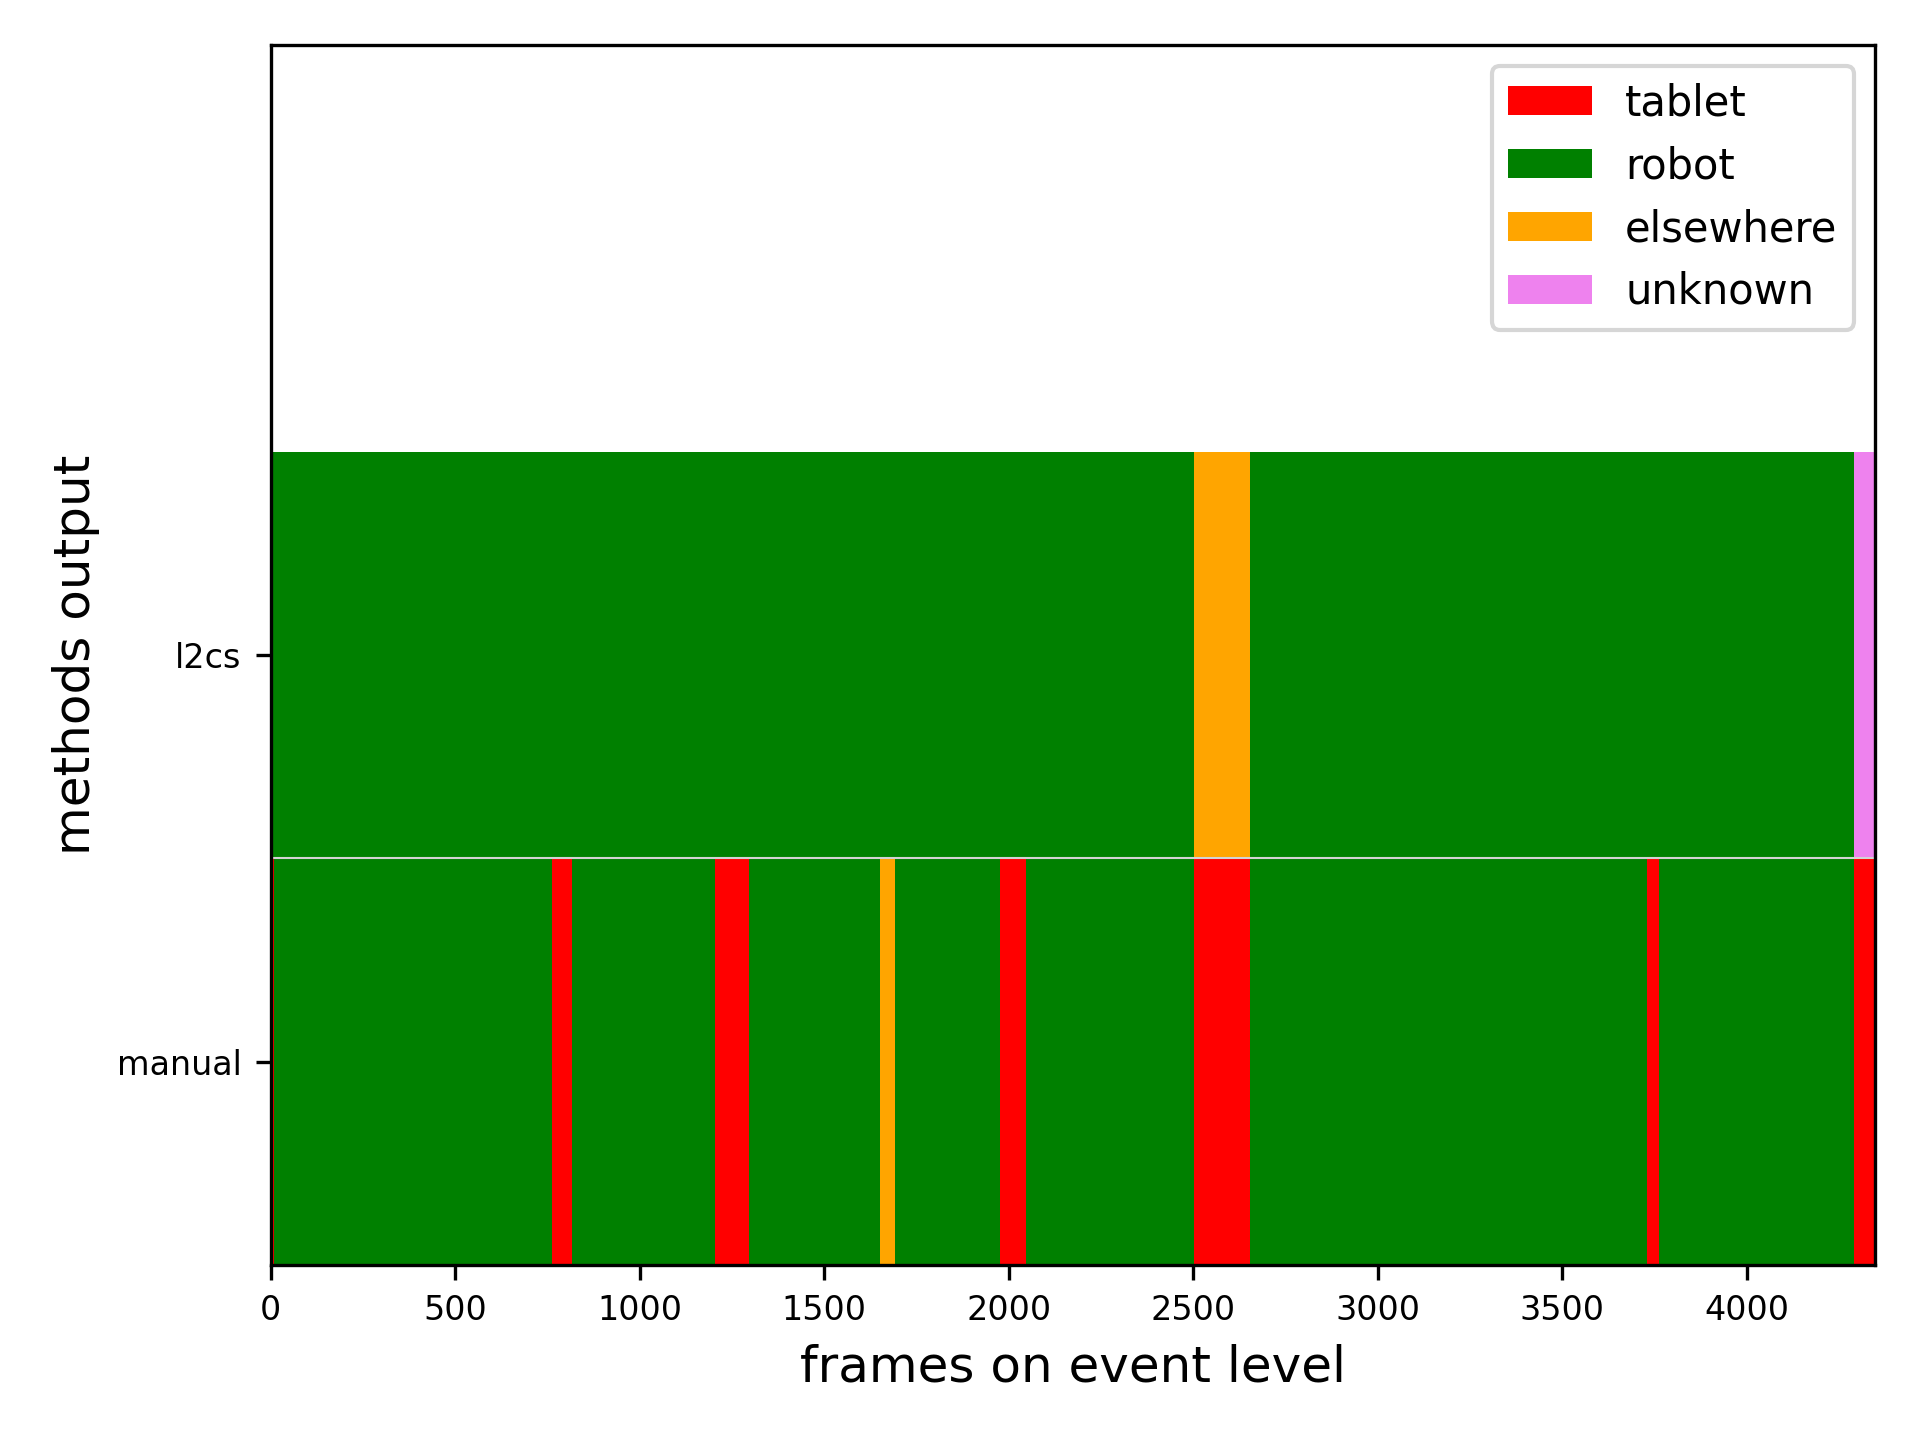 tablet
robot
elsewhere
unknown
methods output
l2cs
manual
0 500 1000 1500 2000 2500 3000 3500 4000
frames on event level